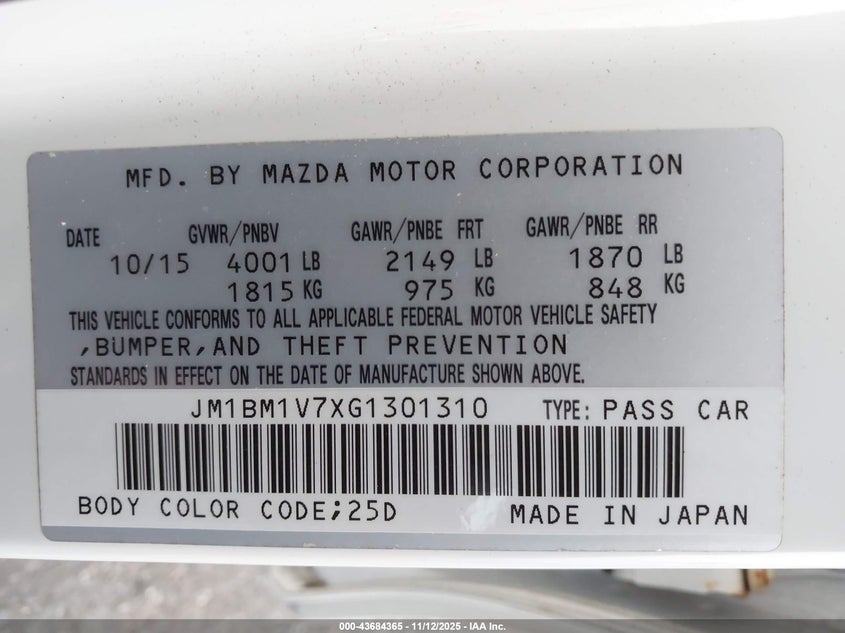 MFD. BY MAZDA MOTOR CORPORATION
DATE GVWR/PNBV GAWR/PNBE FRT GAWR/PNBE RR
10/15 4001 LB 2149 LB 1870 LB
1815 KG 975 KG 848 KG
THIS VEHICLE CONFORMS TO ALL APPLICABLE FEDERAL MOTOR VEHICLE SAFETY
,BUMPER,AND THEFT PREVENTION
STANDARDS IN EFFECT ON THE DATE OF MANUFACTURE SHOWN ABOVE.
JM1BM1V7XG1301310 TYPE: PASS CAR
BODY COLOR CODE;25D MADE IN JAPAN
000-43684365 | 11/12/2025 - IAA Inc.